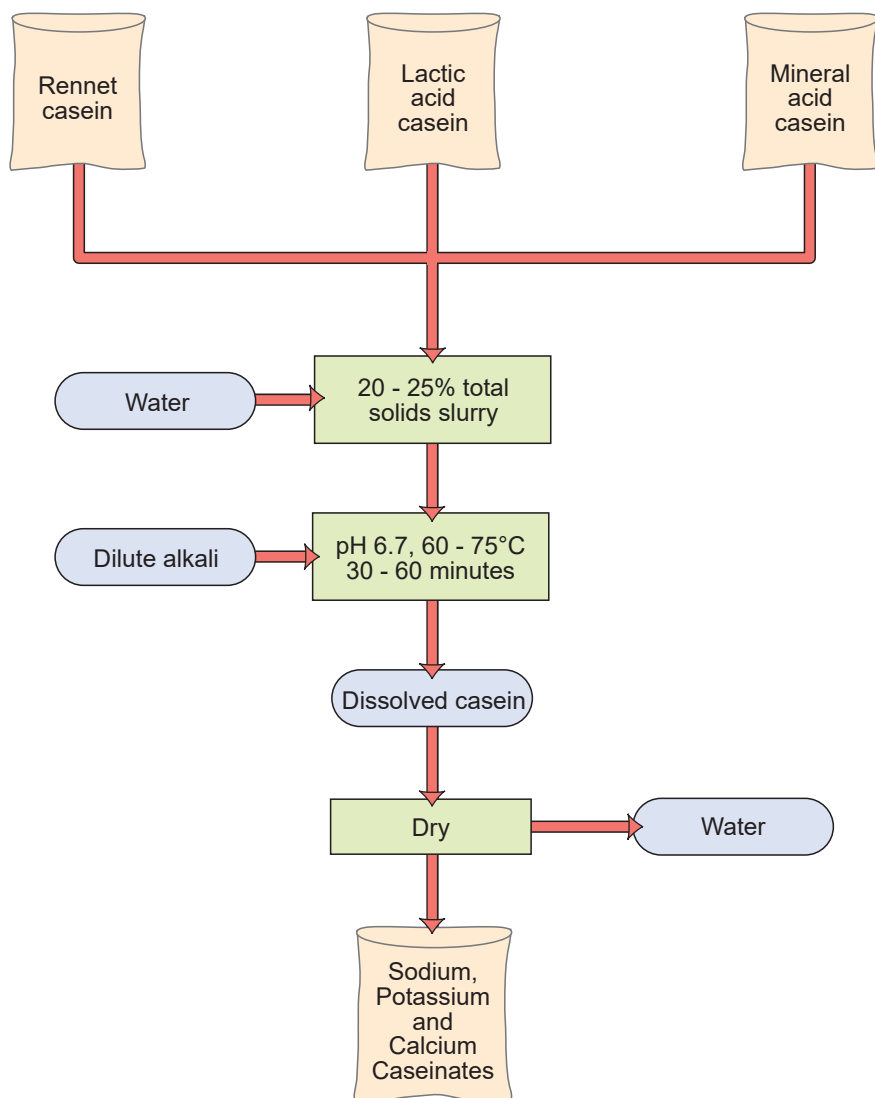 Rennet
casein
Lactic
acid
casein
Mineral
acid
casein
Water
20 - 25% total
solids slurry
Dilute alkali
pH 6.7, 60 - 75°C
30 - 60 minutes
Dissolved casein
Dry
Water
Sodium,
Potassium
and
Calcium
Caseinates